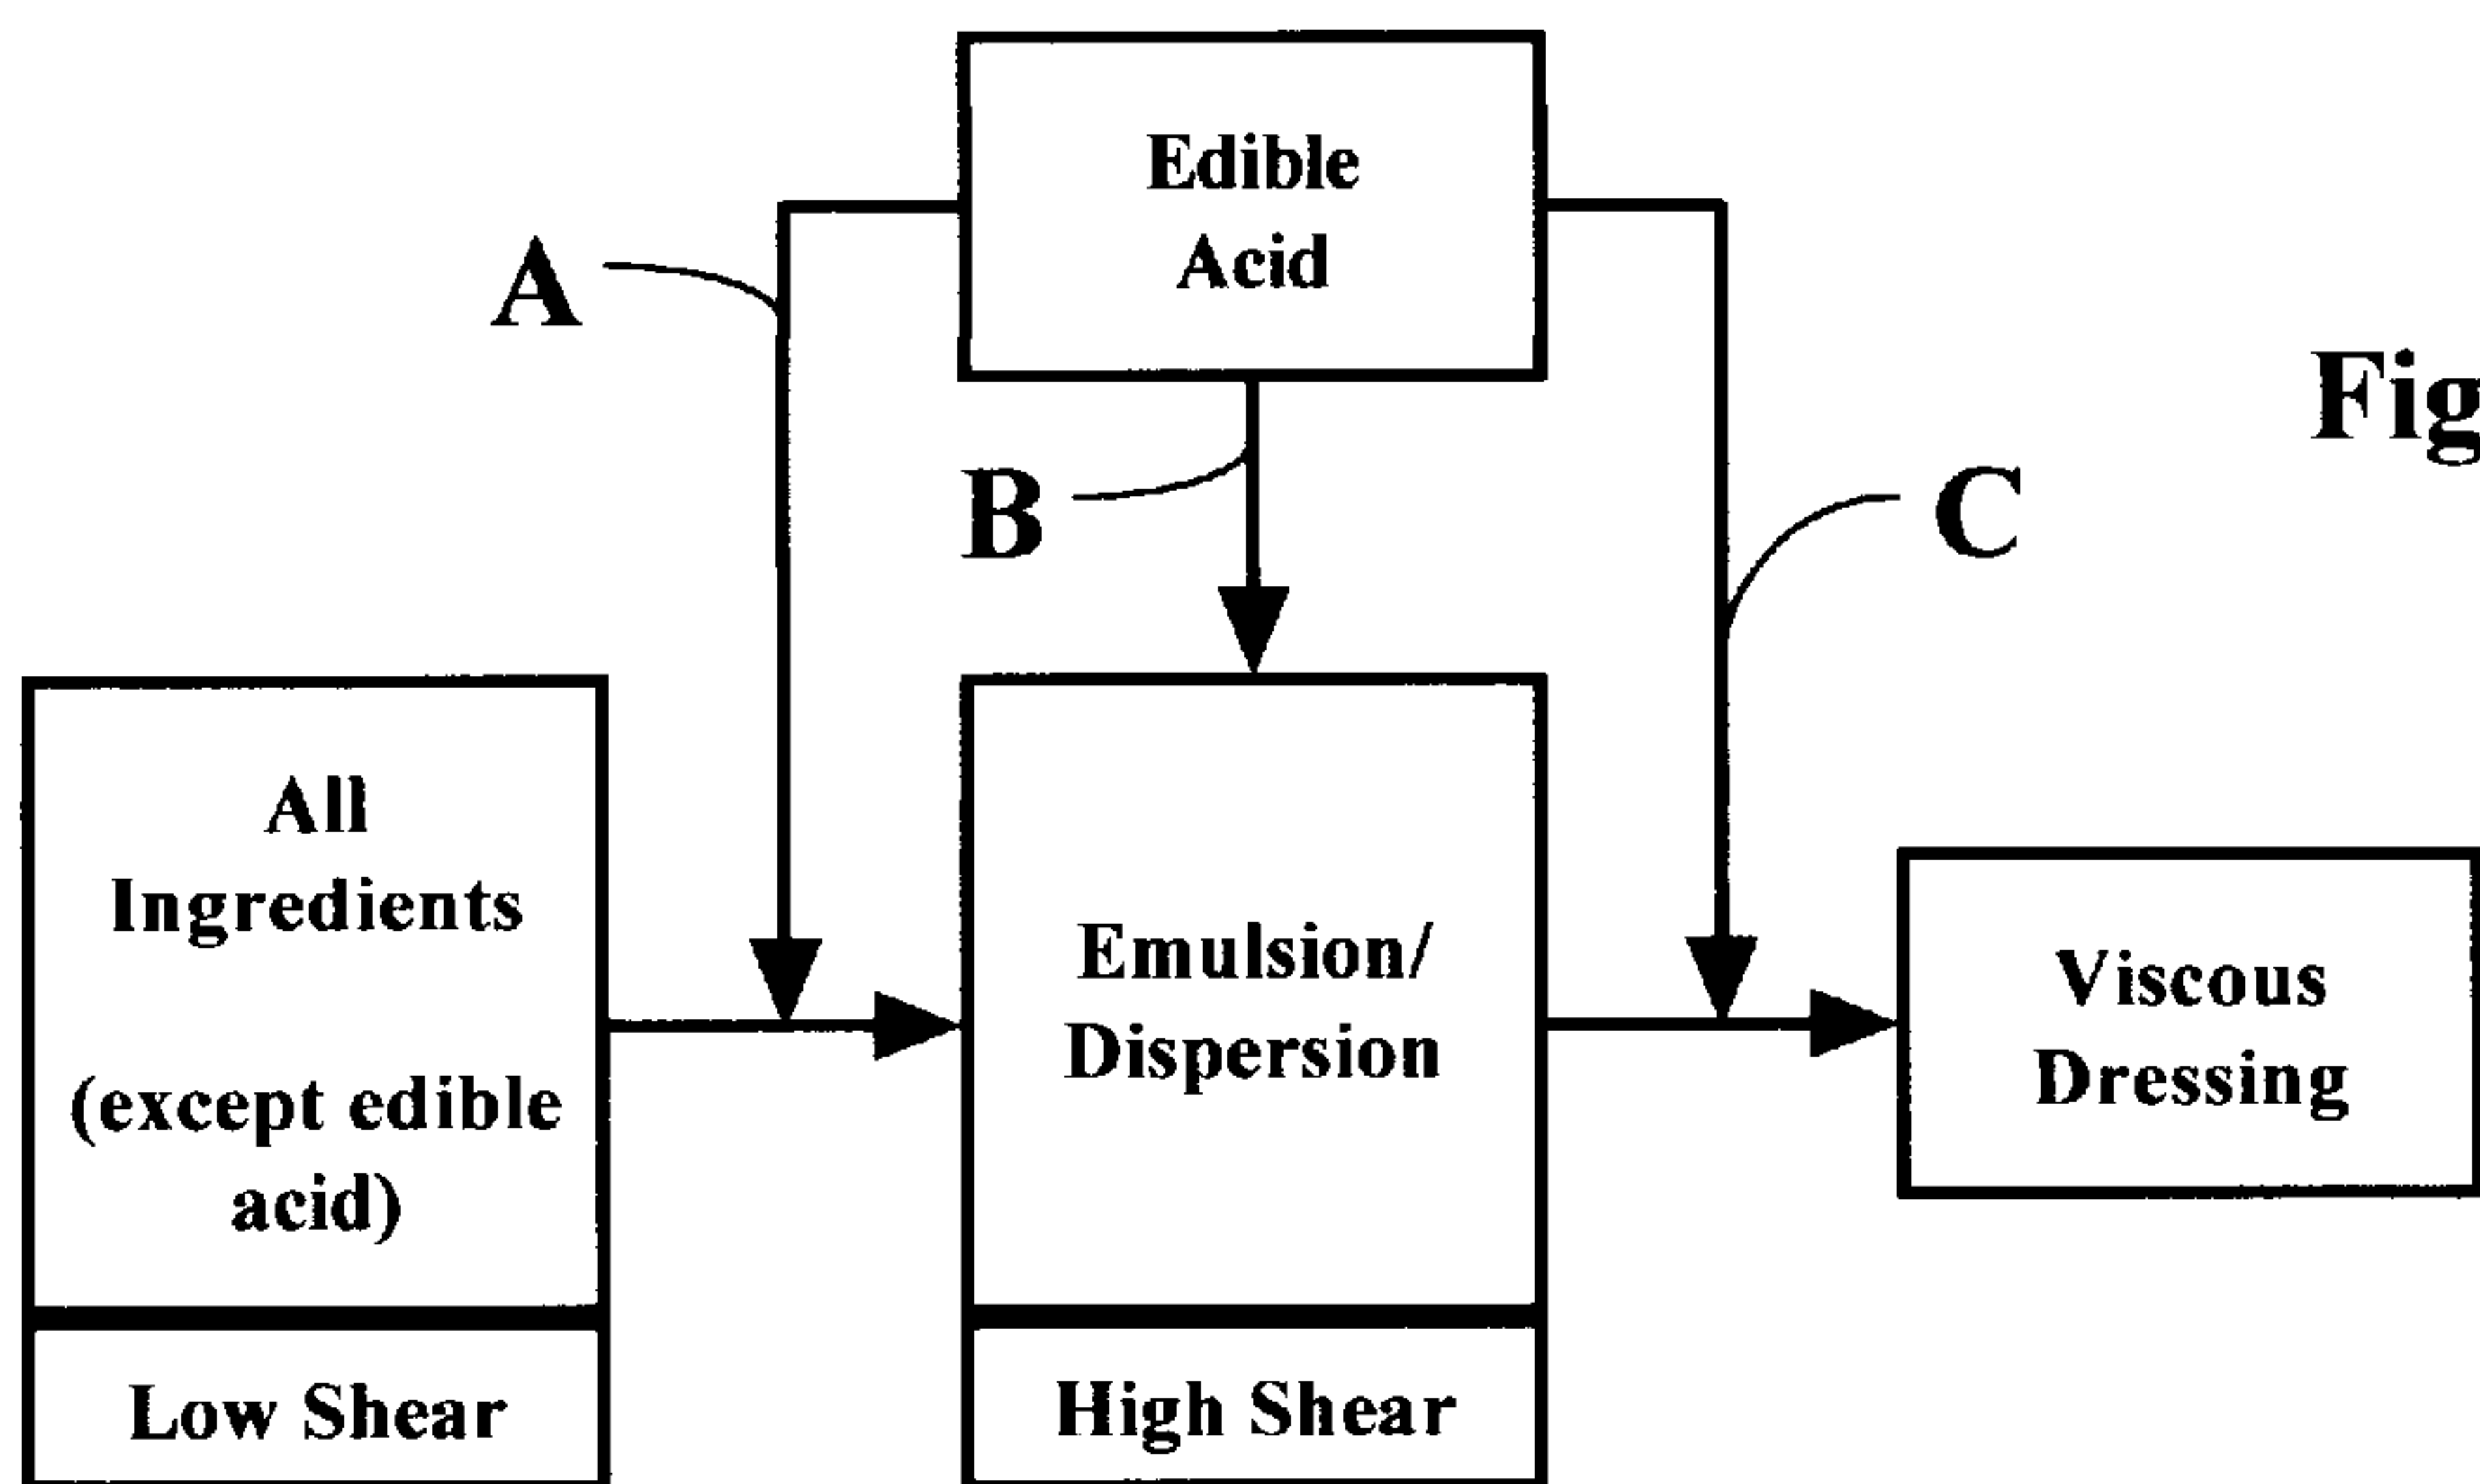 Edible
Acid
A
Fig
B
C
All
Ingredients
(except edible
acid)
Low Shear
Emulsion/
Dispersion
High Shear
Viscous
Dressing